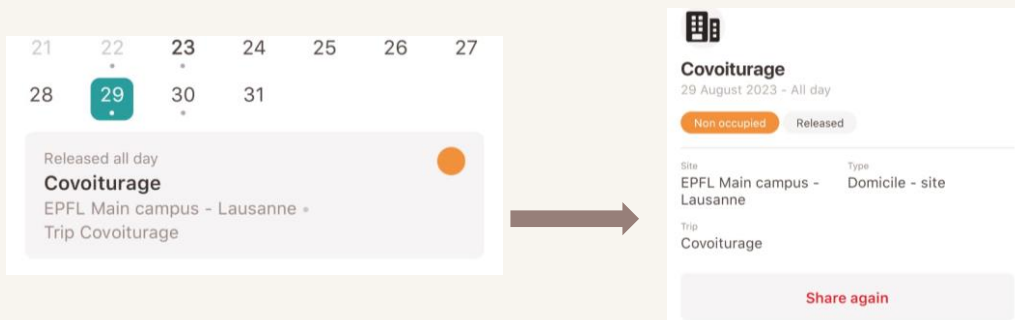 21 22 23 24 25 26 27
28 29 30 31
Released all day
Covoiturage
EPFL Main campus - Lausanne •
Trip Covoiturage
Covoiturage
29 August 2023 - All day
Non occupied Released
Site Type
EPFL Main campus - Domicile - site
Lausanne
Trip
Covoiturage
Share again